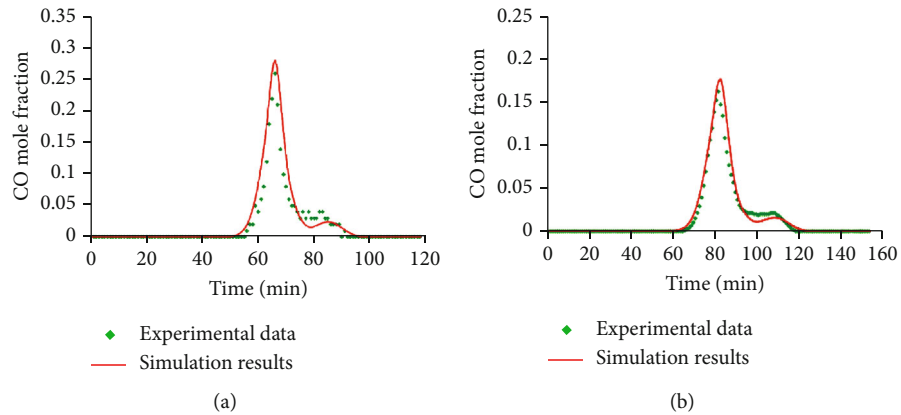 0.35
0.3
0.25
0.2
0.15
0.1
0.05
0
CO mole fraction
0 20 40 60 80 100 120
Time (min)
Experimental data
Simulation results
(a)
0.25
0.2
0.15
0.1
0.05
0
CO mole fraction
0 20 40 60 80 100 120 140 160
Time (min)
Experimental data
Simulation results
(b)